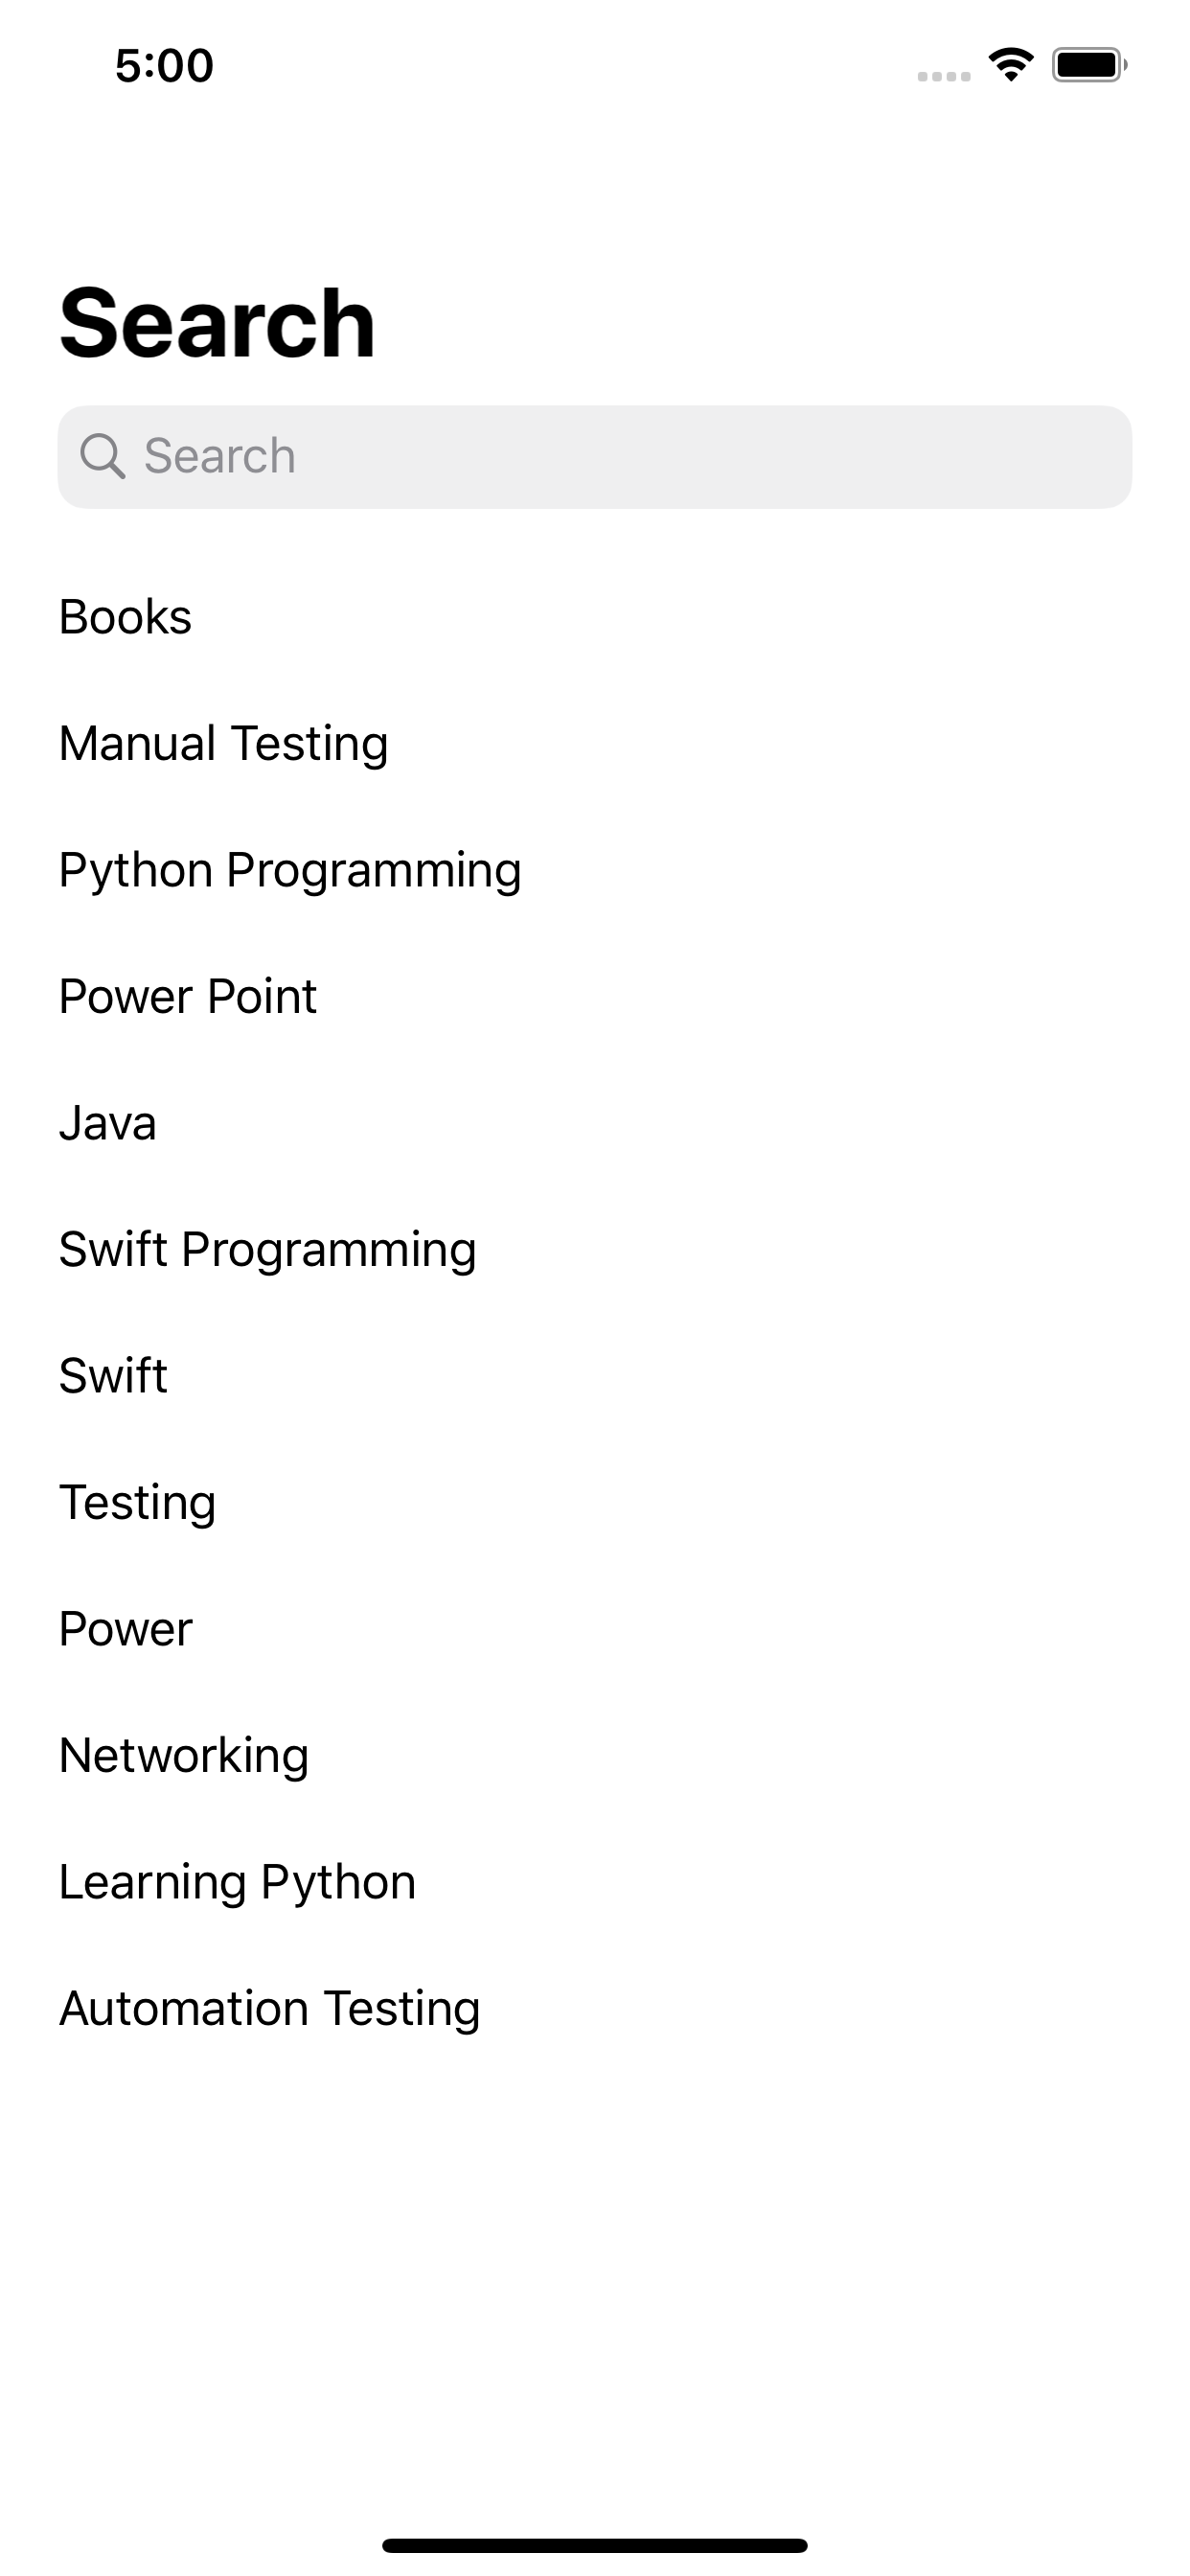 5:00
Search
Search
Books
Manual Testing
Python Programming
Power Point
Java
Swift Programming
Swift
Testing
Power
Networking
Learning Python
Automation Testing